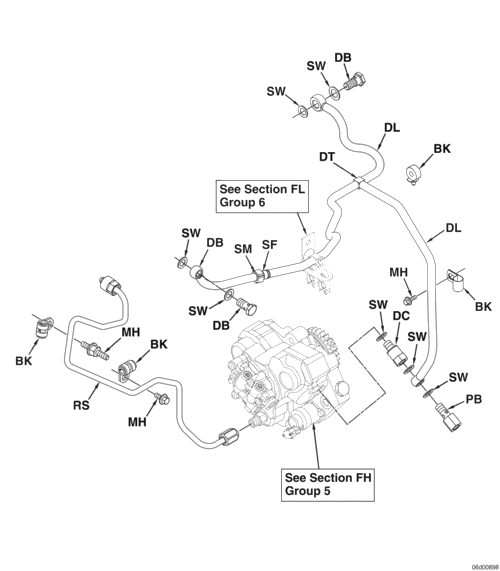 DB
SW
SW
DL
DT
BK
See Section FL
Group 6
SW
DB
SM
SF
DL
MH
SW
DB
BK
SW
DC
SW
MH
BK
BK
SW
RS
MH
PB
See Section FH
Group 5
06d00898